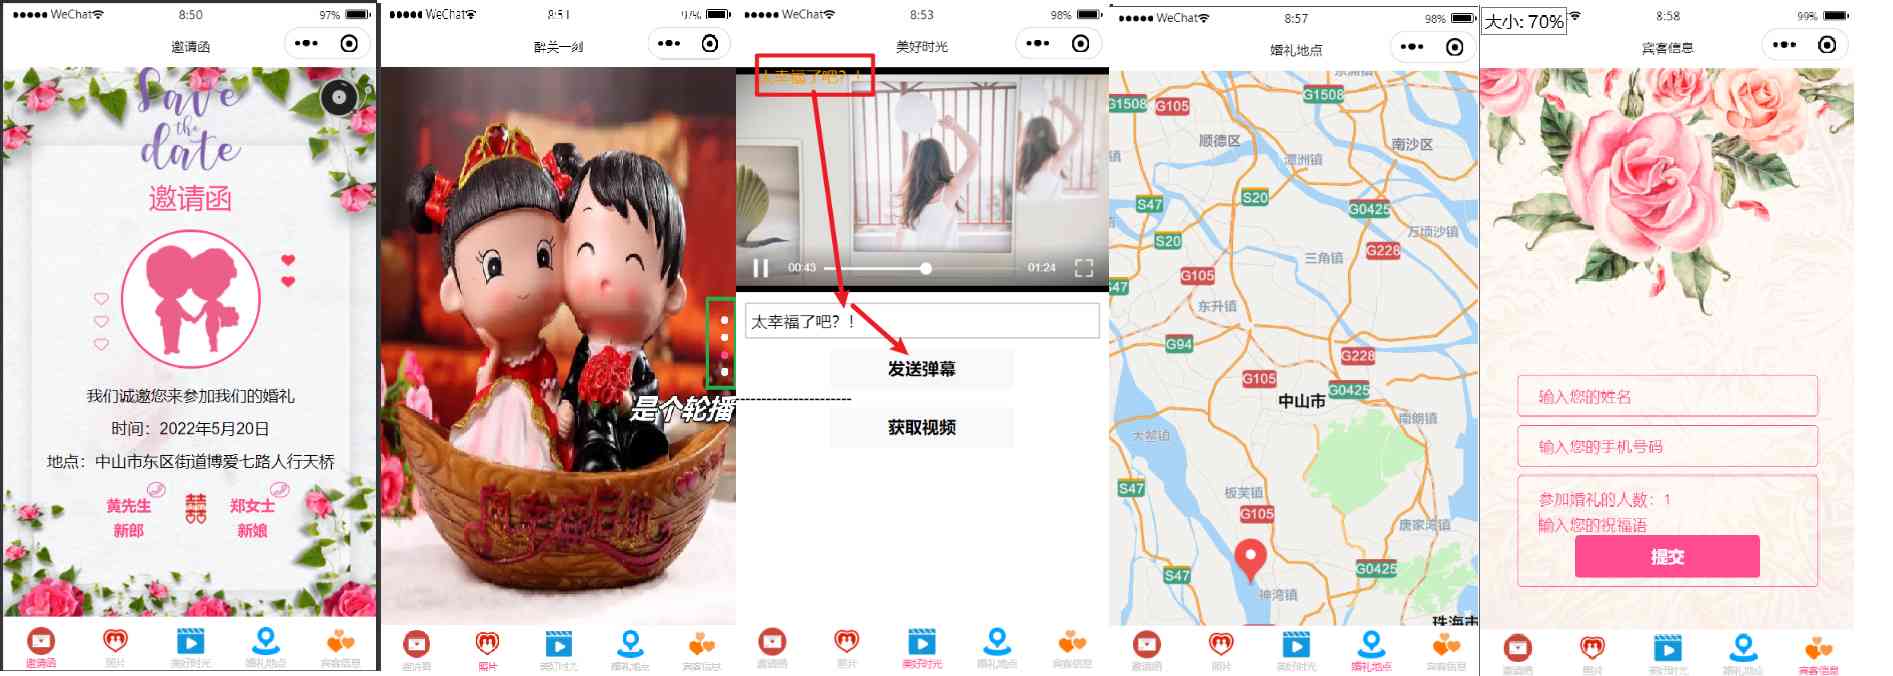 ●●●●● WeChat 8:50 97%
邀请函
Save
the
date
邀请函
我们诚邀您来参加我们的婚礼
时间：2022年5月20日
地点：中山市东区街道博爱七路人行天桥
黄先生 囍 郑女士
新郎 新娘
邀请函 照片 美好时光 婚礼地点 宾客信息
●●●●● WeChat 8:51 97%
是个轮播
邀请函 照片 美好时光 婚礼地点 宾客信息
●●●●● WeChat 8:53 98%
美好时光
太幸福了吧？！
00:43 01:24
太幸福了吧？！
发送弹幕
----------------------
获取视频
邀请函 照片 美好时光 婚礼地点 宾客信息
●●●●● WeChat 8:57 98%
婚礼地点
G1508 G105 G1508
顺德区 南沙区
潭洲镇
S47 S20 G0425
S20 万顷沙镇
G228
三角镇
G105
47
东升镇
G94 G228
G105 G0425
中山市
南朗镇
大鳌镇
S47 板芙镇
G105
唐家湾镇
S47 G0425
神湾镇
珠海市
邀请函 照片 美好时光 婚礼地点 宾客信息
大小: 70% 8:58 99%
宾客信息
输入您的姓名
输入您的手机号码
参加婚礼的人数：1
输入您的祝福语
提交
邀请函 照片 美好时光 婚礼地点 宾客信息